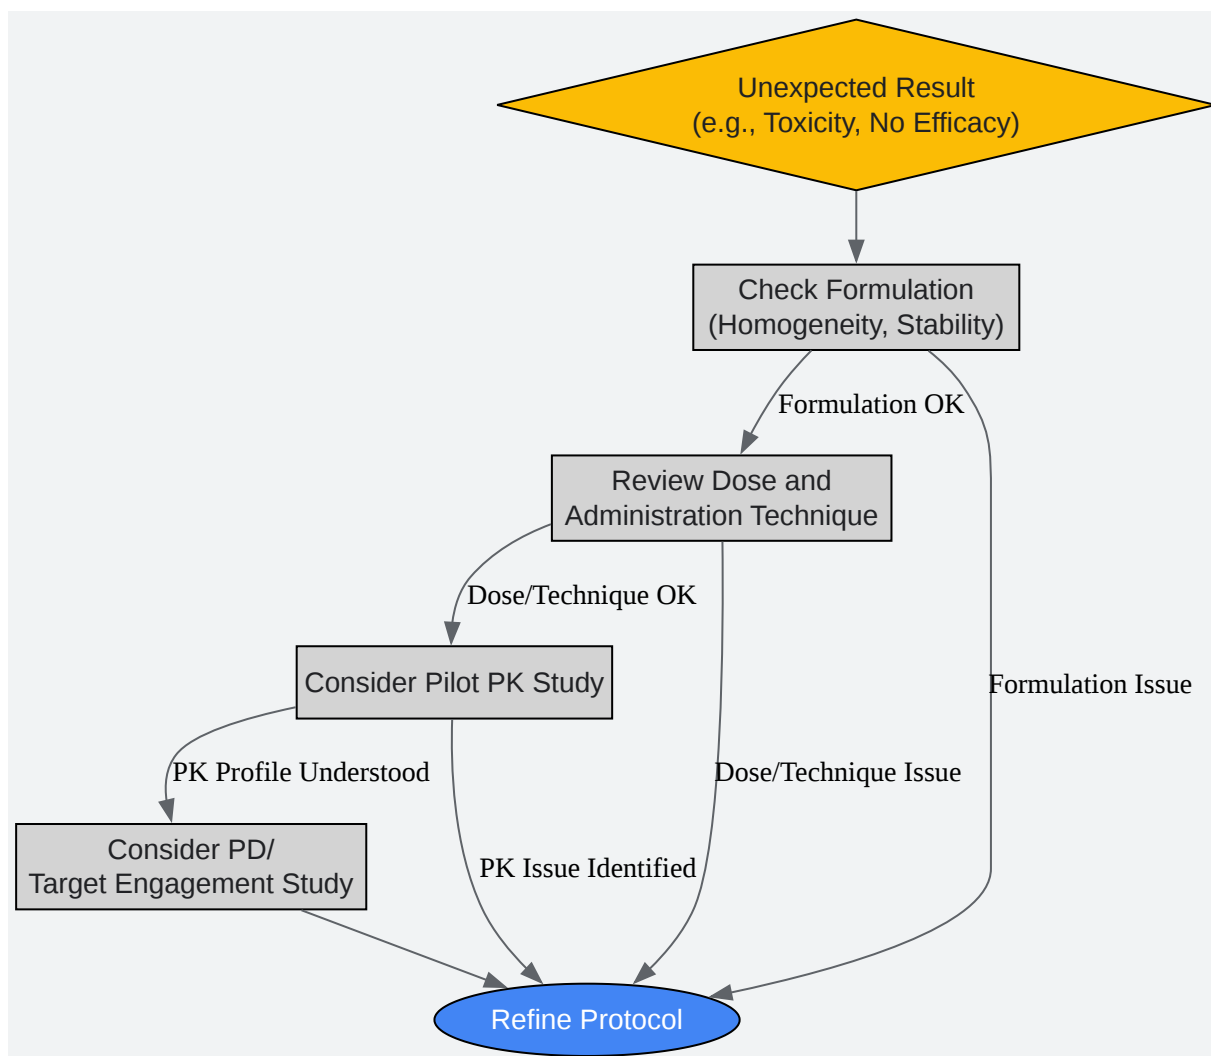 Unexpected Result
(e.g., Toxicity, No Efficacy)
Check Formulation
(Homogeneity, Stability)
Formulation OK
Review Dose and
Administration Technique
Dose/Technique OK
Consider Pilot PK Study
Formulation Issue
PK Profile Understood
Dose/Technique Issue
Consider PD/
Target Engagement Study
PK Issue Identified
Refine Protocol